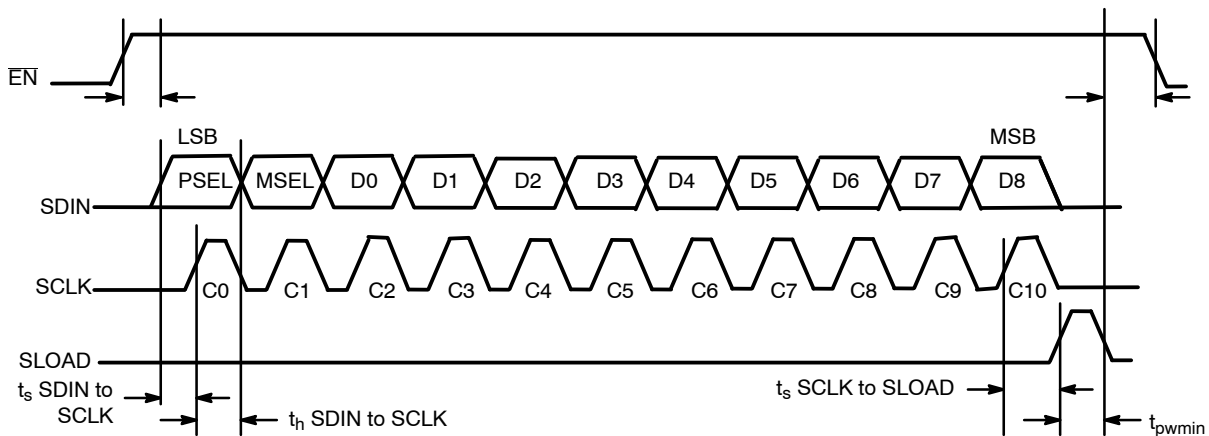 E̅N̅
LSB
MSB
PSEL MSEL D0 D1 D2 D3 D4 D5 D6 D7 D8
SDIN
SCLK
C0 C1 C2 C3 C4 C5 C6 C7 C8 C9 C10
SLOAD
ts SDIN to
SCLK
th SDIN to SCLK
ts SCLK to SLOAD
tpwmin